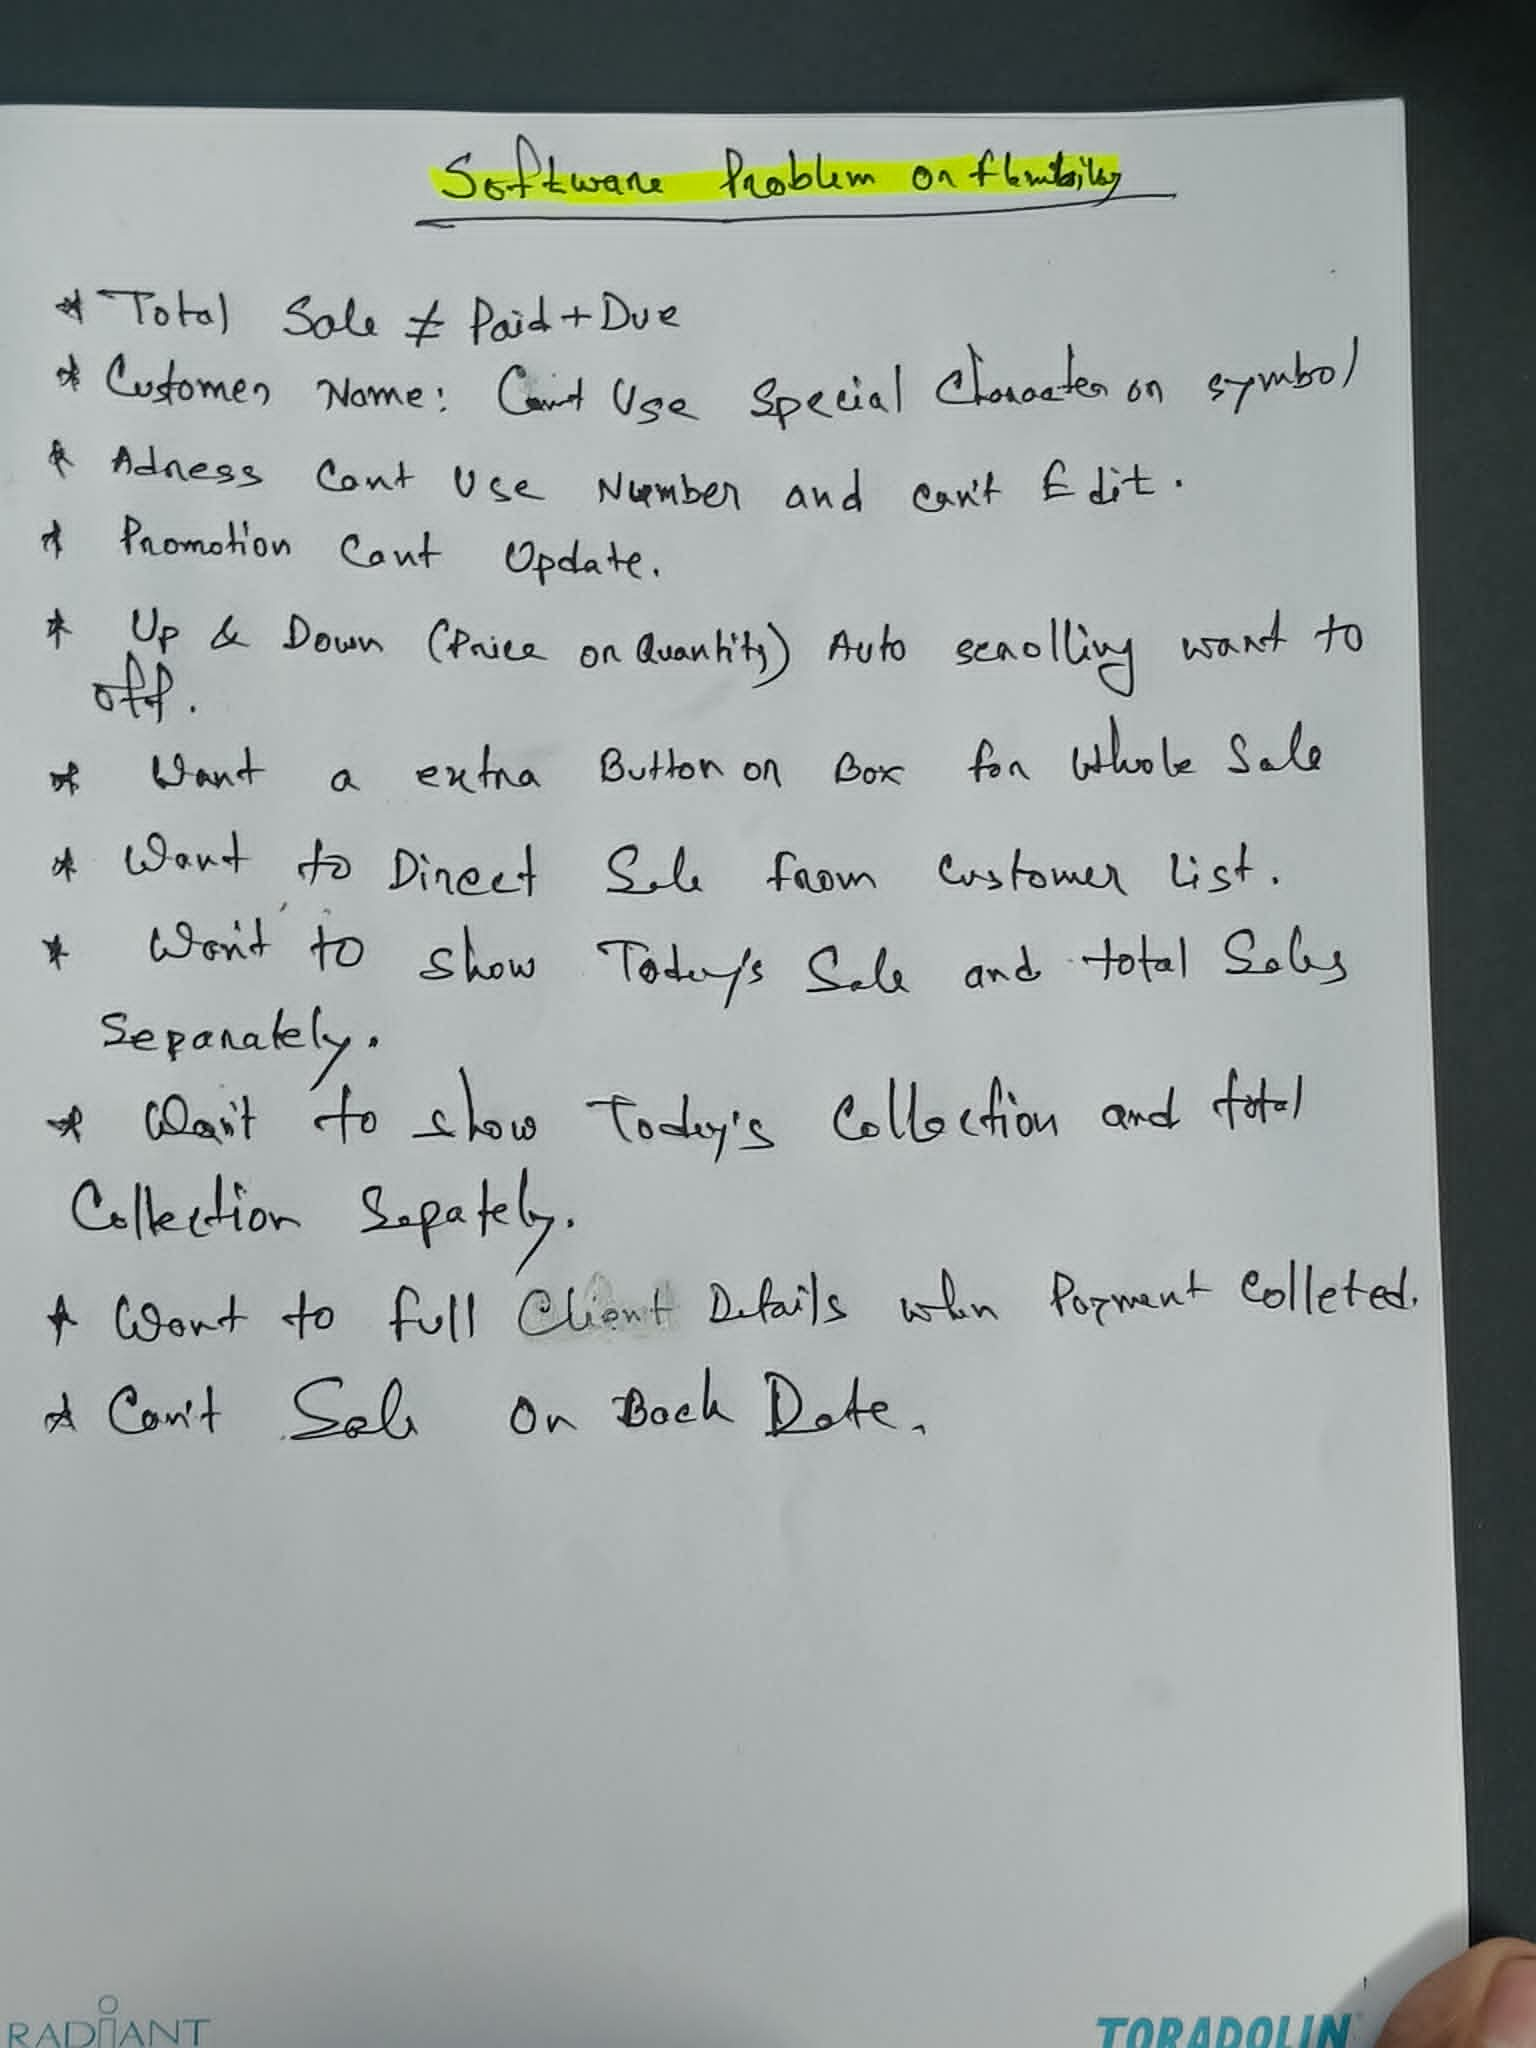 Software Problem or flexibility
* Total Sale ≠ Paid + Due
* Customer Name: Cant Use Special Character or symbol
* Adress Cant Use Number and can't Edit.
* Promotion Cant Update.
* Up & Down (Price or Quantity) Auto scrolling want to
off.
* Want a extra Button or Box for Whole Sale
* Want to Direct Sale from Customer List.
* Want to show Today's Sale and total Sales
Separately.
* Want to show Today's Collection and total
Collection Sepately.
* Want to full Client Details when Payment Colleted.
* Can't Sale on Back Date.
RADIANT
TORADOLIN